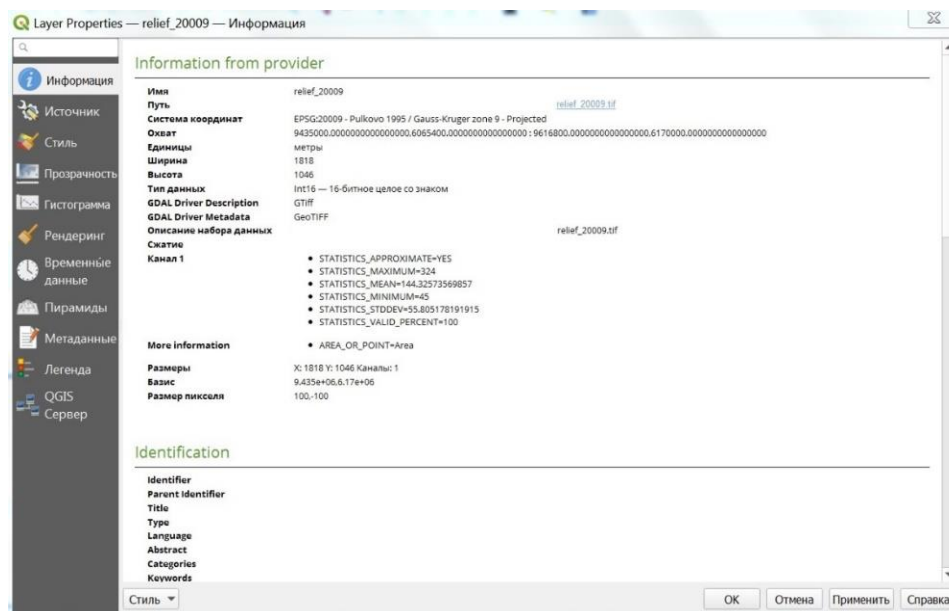 Layer Properties — relief_20009 — Информация
Информация
Источник
Стиль
Прозрачность
Гистограмма
Рендеринг
Временные
данные
Пирамиды
Метаданные
Легенда
QGIS
Сервер
Information from provider
Имя relief_20009
Путь relief_20009.tif
Система координат EPSG:20009 - Pulkovo 1995 / Gauss-Kruger zone 9 - Projected
Охват 9435000.0000000000000000,6065400.0000000000000000 : 9616800.0000000000000000,6170000.0000000000000000
Единицы метры
Ширина 1818
Высота 1046
Тип данных Int16 — 16-битное целое со знаком
GDAL Driver Description GTiff
GDAL Driver Metadata GeoTIFF
Описание набора данных relief_20009.tif
Сжатие
Канал 1
• STATISTICS_APPROXIMATE=YES
• STATISTICS_MAXIMUM=324
• STATISTICS_MEAN=144.32573569857
• STATISTICS_MINIMUM=45
• STATISTICS_STDDEV=55.805178191915
• STATISTICS_VALID_PERCENT=100
More information • AREA_OR_POINT=Area
Размеры X: 1818 Y: 1046 Каналы: 1
Базис 9.435e+06,6.17e+06
Размер пикселя 100,-100
Identification
Identifier
Parent Identifier
Title
Type
Language
Abstract
Categories
Keywords
Стиль OK Отмена Применить Справка